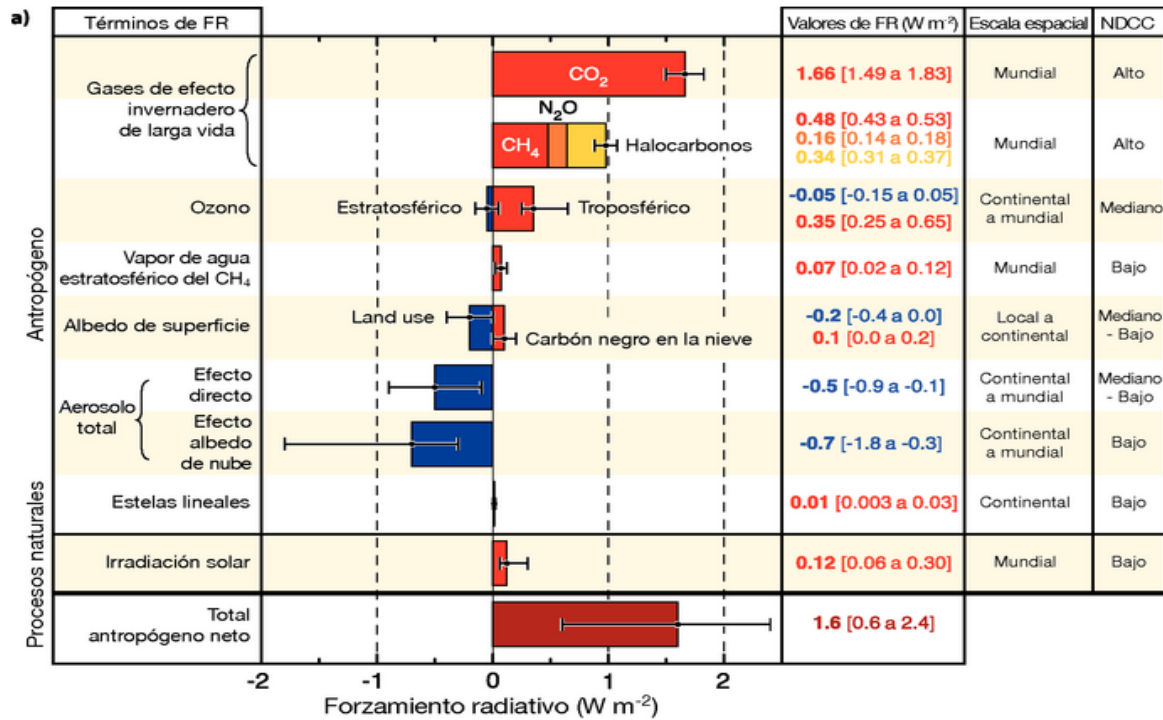 a)
Términos de FR
Valores de FR (W m⁻²)
Escala espacial
NDCC
Antropógeno
Gases de efecto
invernadero
de larga vida
CO₂
1.66 [1.49 a 1.83]
Mundial
Alto
N₂O
CH₄
Halocarbonos
0.48 [0.43 a 0.53]
0.16 [0.14 a 0.18]
0.34 [0.31 a 0.37]
Mundial
Alto
Ozono
Estratosférico
Troposférico
-0.05 [-0.15 a 0.05]
0.35 [0.25 a 0.65]
Continental
a mundial
Mediano
Vapor de agua
estratosférico del CH₄
0.07 [0.02 a 0.12]
Mundial
Bajo
Albedo de superficie
Land use
Carbón negro en la nieve
-0.2 [-0.4 a 0.0]
0.1 [0.0 a 0.2]
Local a
continental
Mediano
- Bajo
Aerosolo
total
Efecto
directo
-0.5 [-0.9 a -0.1]
Continental
a mundial
Mediano
- Bajo
Efecto
albedo
de nube
-0.7 [-1.8 a -0.3]
Continental
a mundial
Bajo
Estelas lineales
0.01 [0.003 a 0.03]
Continental
Bajo
Procesos naturales
Irradiación solar
0.12 [0.06 a 0.30]
Mundial
Bajo
Total
antropógeno neto
1.6 [0.6 a 2.4]
-2 -1 0 1 2
Forzamiento radiativo (W m⁻²)